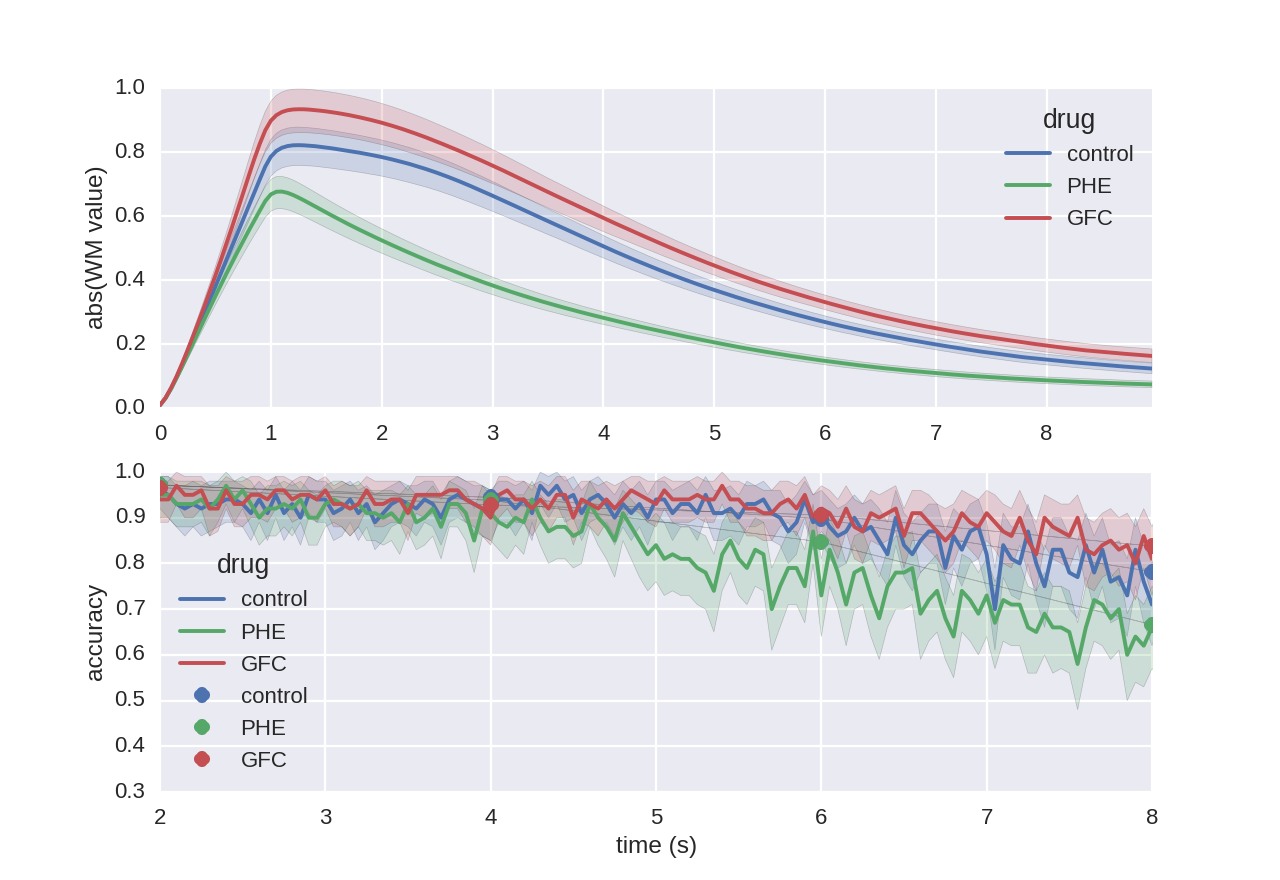 1.0
0.8
0.6
0.4
0.2
0.0
abs(WM value)
drug
control
PHE
GFC
0 1 2 3 4 5 6 7 8
1.0
0.9
0.8
0.7
0.6
0.5
0.4
0.3
accuracy
drug
control
PHE
GFC
control
PHE
GFC
2 3 4 5 6 7 8
time (s)